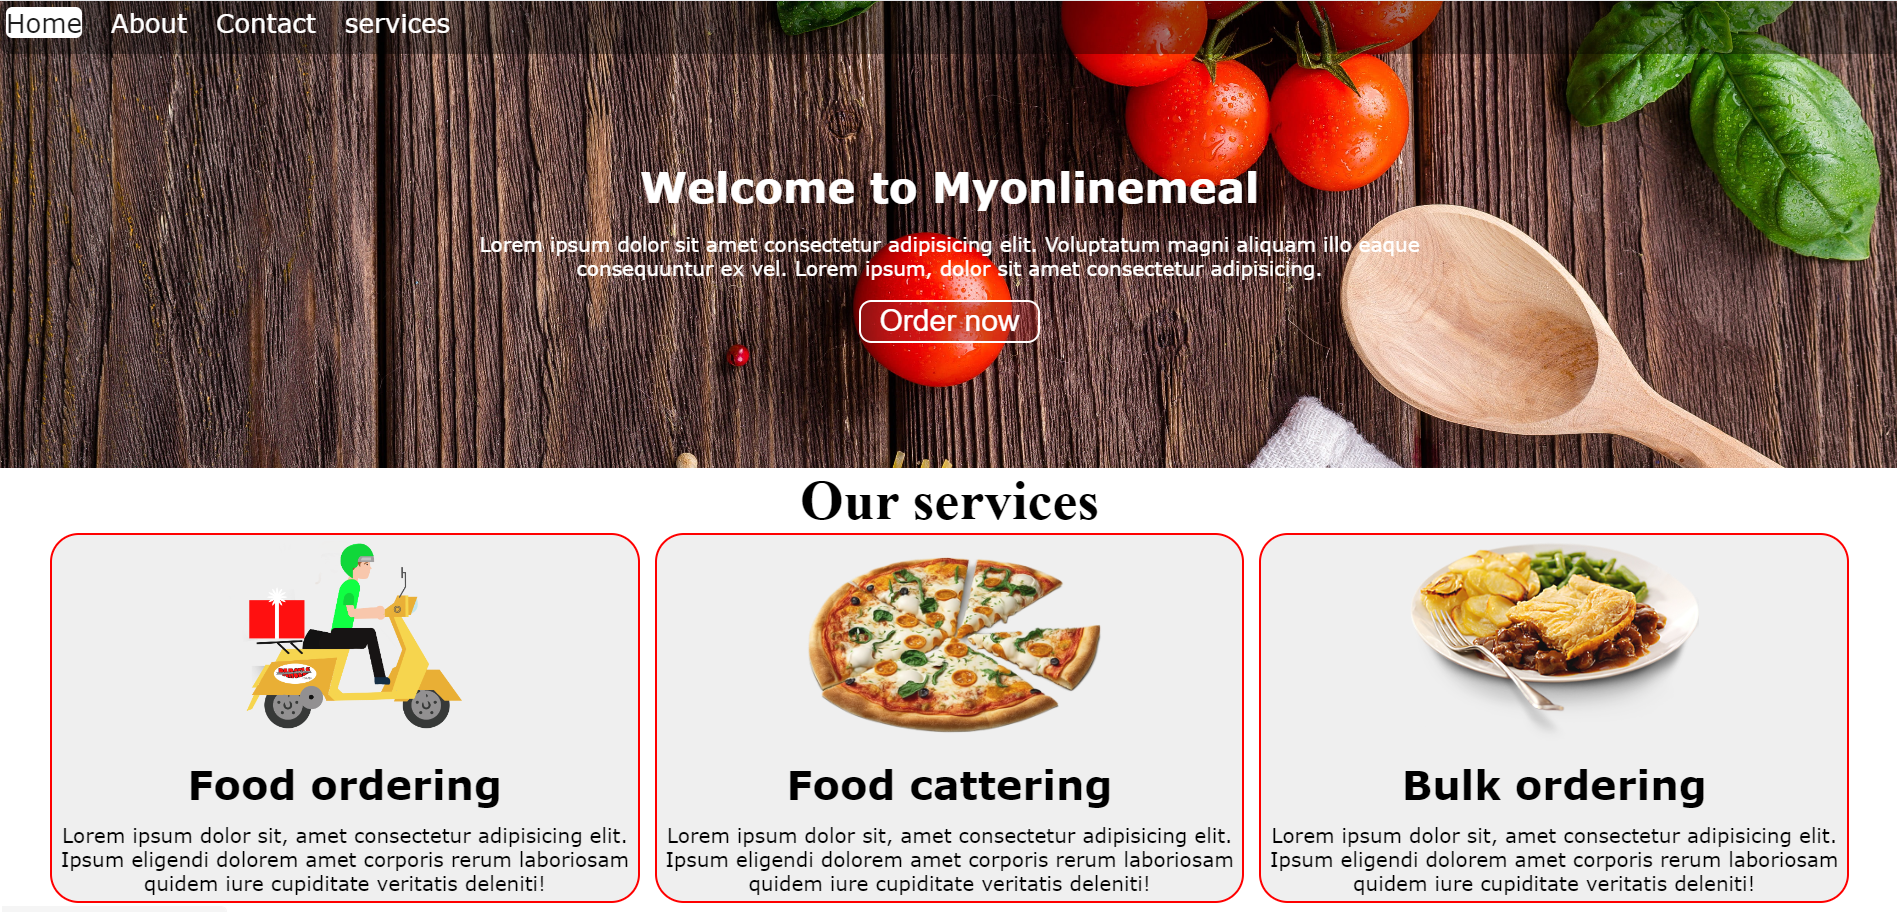 Home About Contact services
Welcome to Myonlinemeal
Lorem ipsum dolor sit amet consectetur adipisicing elit. Voluptatum magni aliquam illo eaque
consequuntur ex vel. Lorem ipsum, dolor sit amet consectetur adipisicing.
Order now
Our services
Food ordering
Lorem ipsum dolor sit, amet consectetur adipisicing elit.
Ipsum eligendi dolorem amet corporis rerum laboriosam
quidem iure cupiditate veritatis deleniti!
Food cattering
Lorem ipsum dolor sit, amet consectetur adipisicing elit.
Ipsum eligendi dolorem amet corporis rerum laboriosam
quidem iure cupiditate veritatis deleniti!
Bulk ordering
Lorem ipsum dolor sit, amet consectetur adipisicing elit.
Ipsum eligendi dolorem amet corporis rerum laboriosam
quidem iure cupiditate veritatis deleniti!